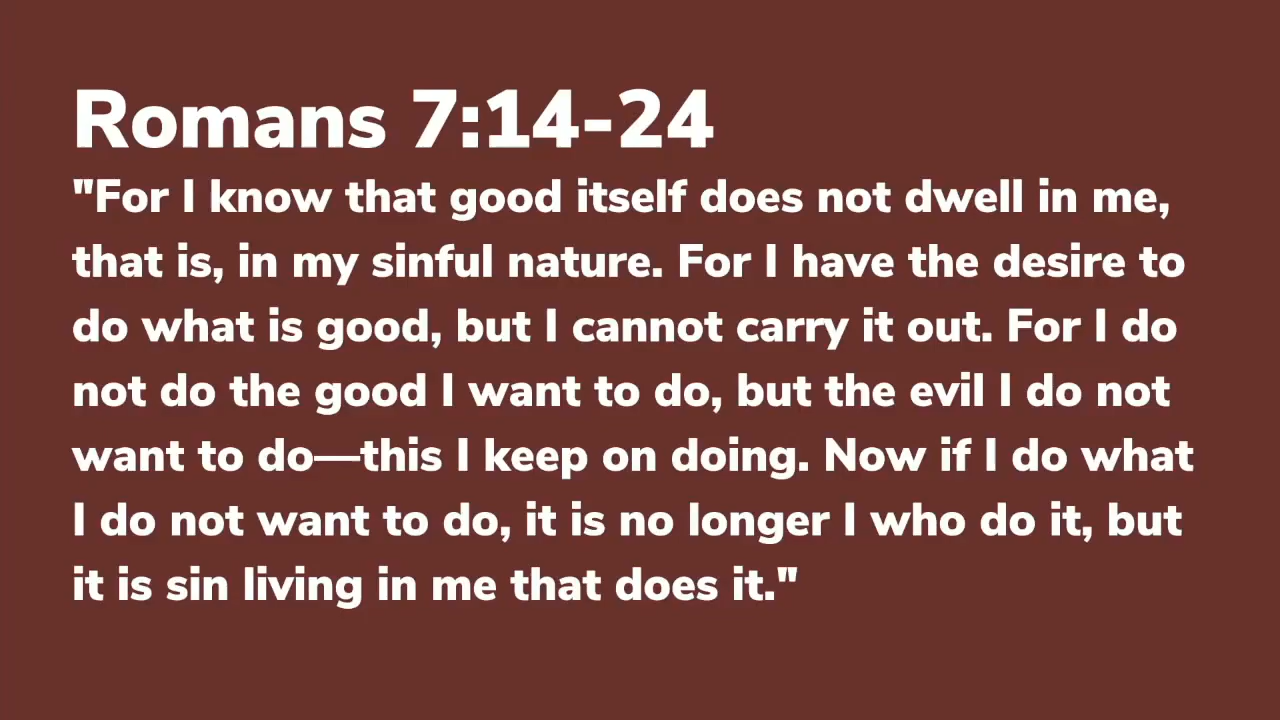 Romans 7:14-24
"For I know that good itself does not dwell in me,
that is, in my sinful nature. For I have the desire to
do what is good, but I cannot carry it out. For I do
not do the good I want to do, but the evil I do not
want to do—this I keep on doing. Now if I do what
I do not want to do, it is no longer I who do it, but
it is sin living in me that does it."